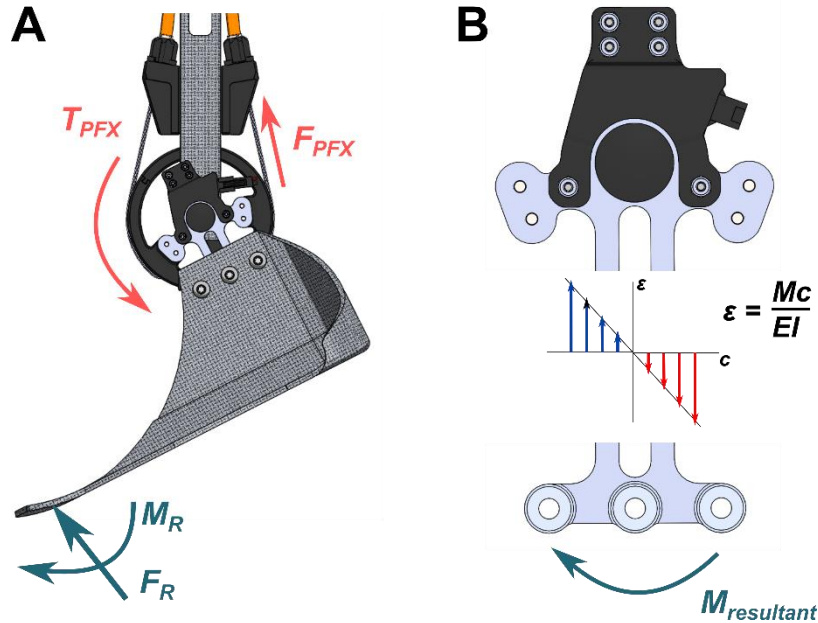 A
B
T_PFX
F_PFX
ε
ε = Mc/EI
c
M_R
F_R
M_resultant